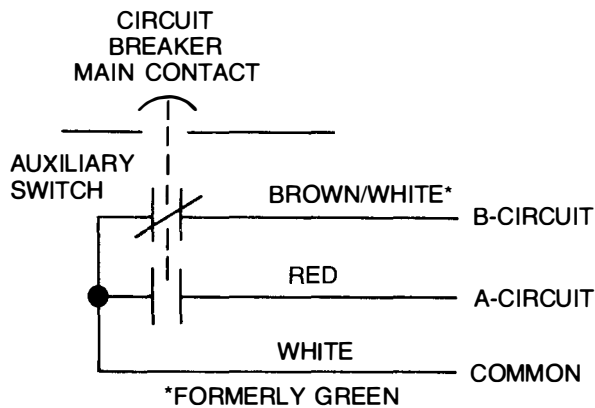 CIRCUIT
BREAKER
MAIN CONTACT
AUXILIARY
SWITCH
BROWN/WHITE*
B-CIRCUIT
RED
A-CIRCUIT
WHITE
COMMON
*FORMERLY GREEN